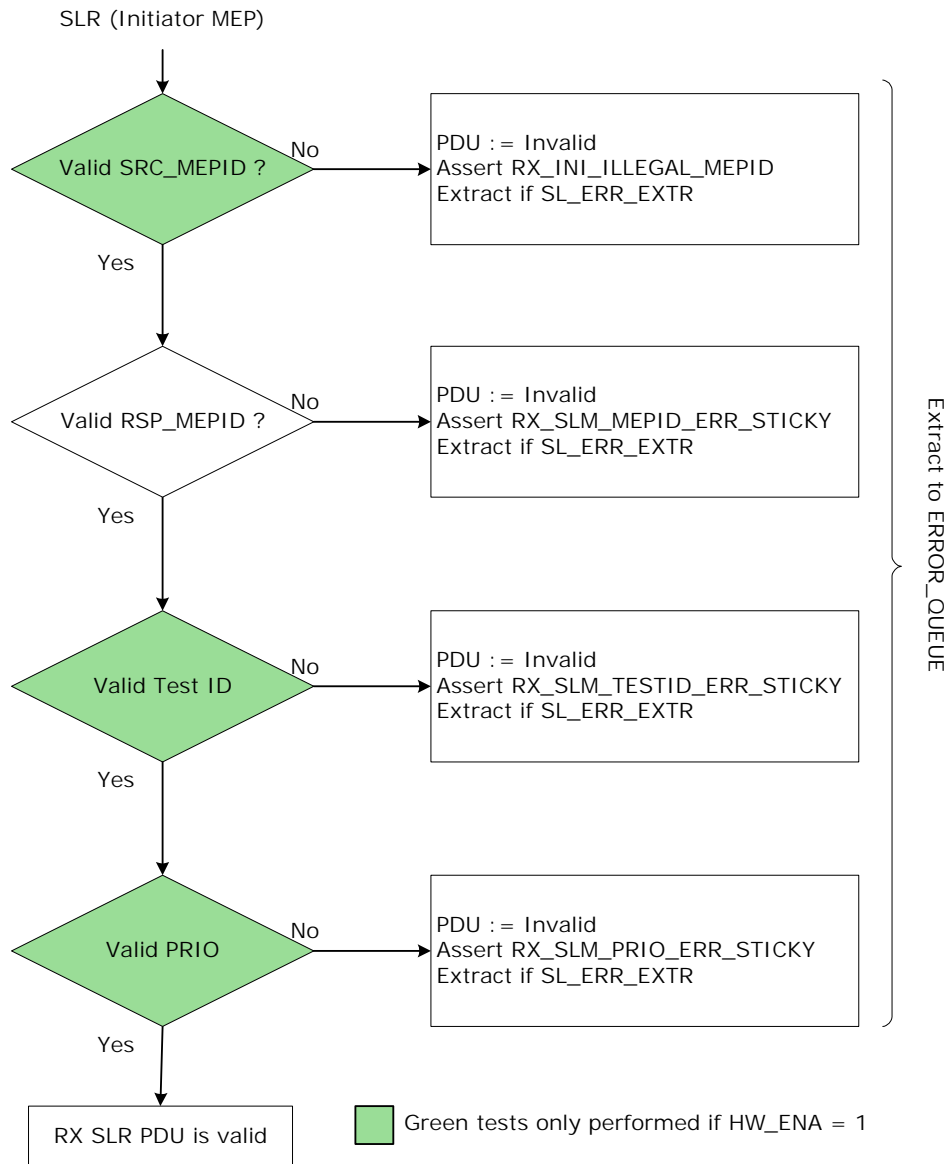 SLR (Initiator MEP)
Valid SRC_MEPID ?
No
PDU := Invalid
Assert RX_INI_ILLEGAL_MEPID
Extract if SL_ERR_EXTR
Yes
Valid RSP_MEPID ?
No
PDU := Invalid
Assert RX_SLM_MEPID_ERR_STICKY
Extract if SL_ERR_EXTR
Yes
Valid Test ID
No
PDU := Invalid
Assert RX_SLM_TESTID_ERR_STICKY
Extract if SL_ERR_EXTR
Yes
Valid PRIO
No
PDU := Invalid
Assert RX_SLM_PRIO_ERR_STICKY
Extract if SL_ERR_EXTR
Yes
RX SLR PDU is valid
Extract to ERROR_QUEUE
Green tests only performed if HW_ENA = 1